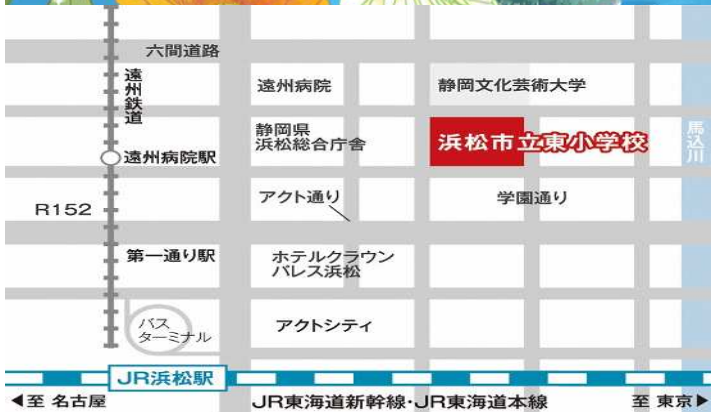 六間道路
遠州鉄道
遠州病院
静岡文化芸術大学
静岡県
浜松総合庁舎
浜松市立東小学校
馬込川
遠州病院駅
アクト通り
学園通り
R152
第一通り駅
ホテルクラウン
パレス浜松
バス
ターミナル
アクトシティ
JR浜松駅
◀至 名古屋
JR東海道新幹線・JR東海道本線
至 東京▶